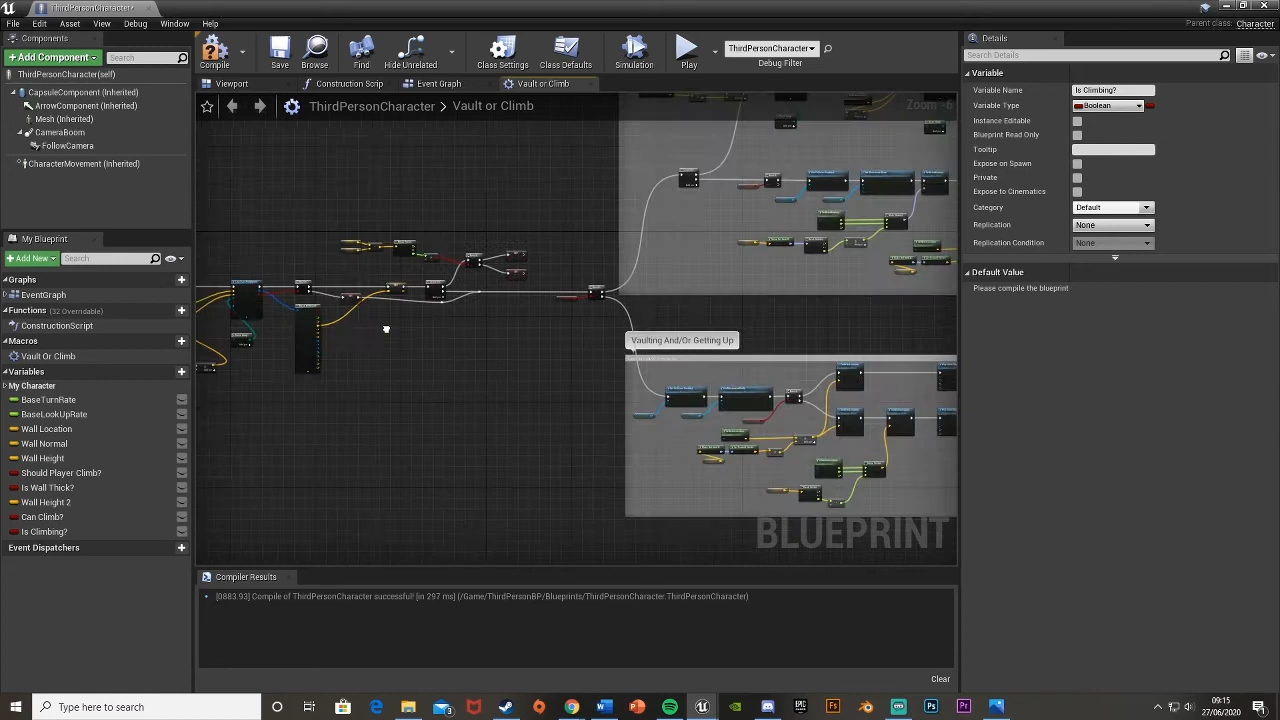 ThirdPersonCharacter*
File Edit Asset View Debug Window Help
Parent class: Character
Components
Add Component Search
ThirdPersonCharacter(self)
CapsuleComponent (Inherited)
ArrowComponent (Inherited)
Mesh (Inherited)
CameraBoom
FollowCamera
CharacterMovement (Inherited)
My Blueprint
Add New Search
Graphs
EventGraph
Functions (32 Overridable)
ConstructionScript
Macros
Vault or Climb
Variables
My Character
BaseTurnRate
BaseLookUpRate
Wall Location
Wall Normal
Wall Height
Should Player Climb?
Is Wall Thick?
Wall Height 2
Can Climb?
Is Climbing?
Event Dispatchers
Compile Save Browse Find Hide Unrelated Class Settings Class Defaults Simulation Play
ThirdPersonCharacter
Debug Filter
Viewport Construction Scrip Event Graph Vault or Climb
ThirdPersonCharacter > Vault or Climb
Zoom -6
Vaulting And/Or Getting Up
BLUEPRINT
Compiler Results
[0883.93] Compile of ThirdPersonCharacter successful! [in 297 ms] (/Game/ThirdPersonBP/Blueprints/ThirdPersonCharacter.ThirdPersonCharacter)
Clear
Details
Search Details
Variable
Variable Name Is Climbing?
Variable Type Boolean
Instance Editable
Blueprint Read Only
Tooltip
Expose on Spawn
Private
Expose to Cinematics
Category Default
Replication None
Replication Condition None
Default Value
Please compile the blueprint
Type here to search
09:15
27/06/2020